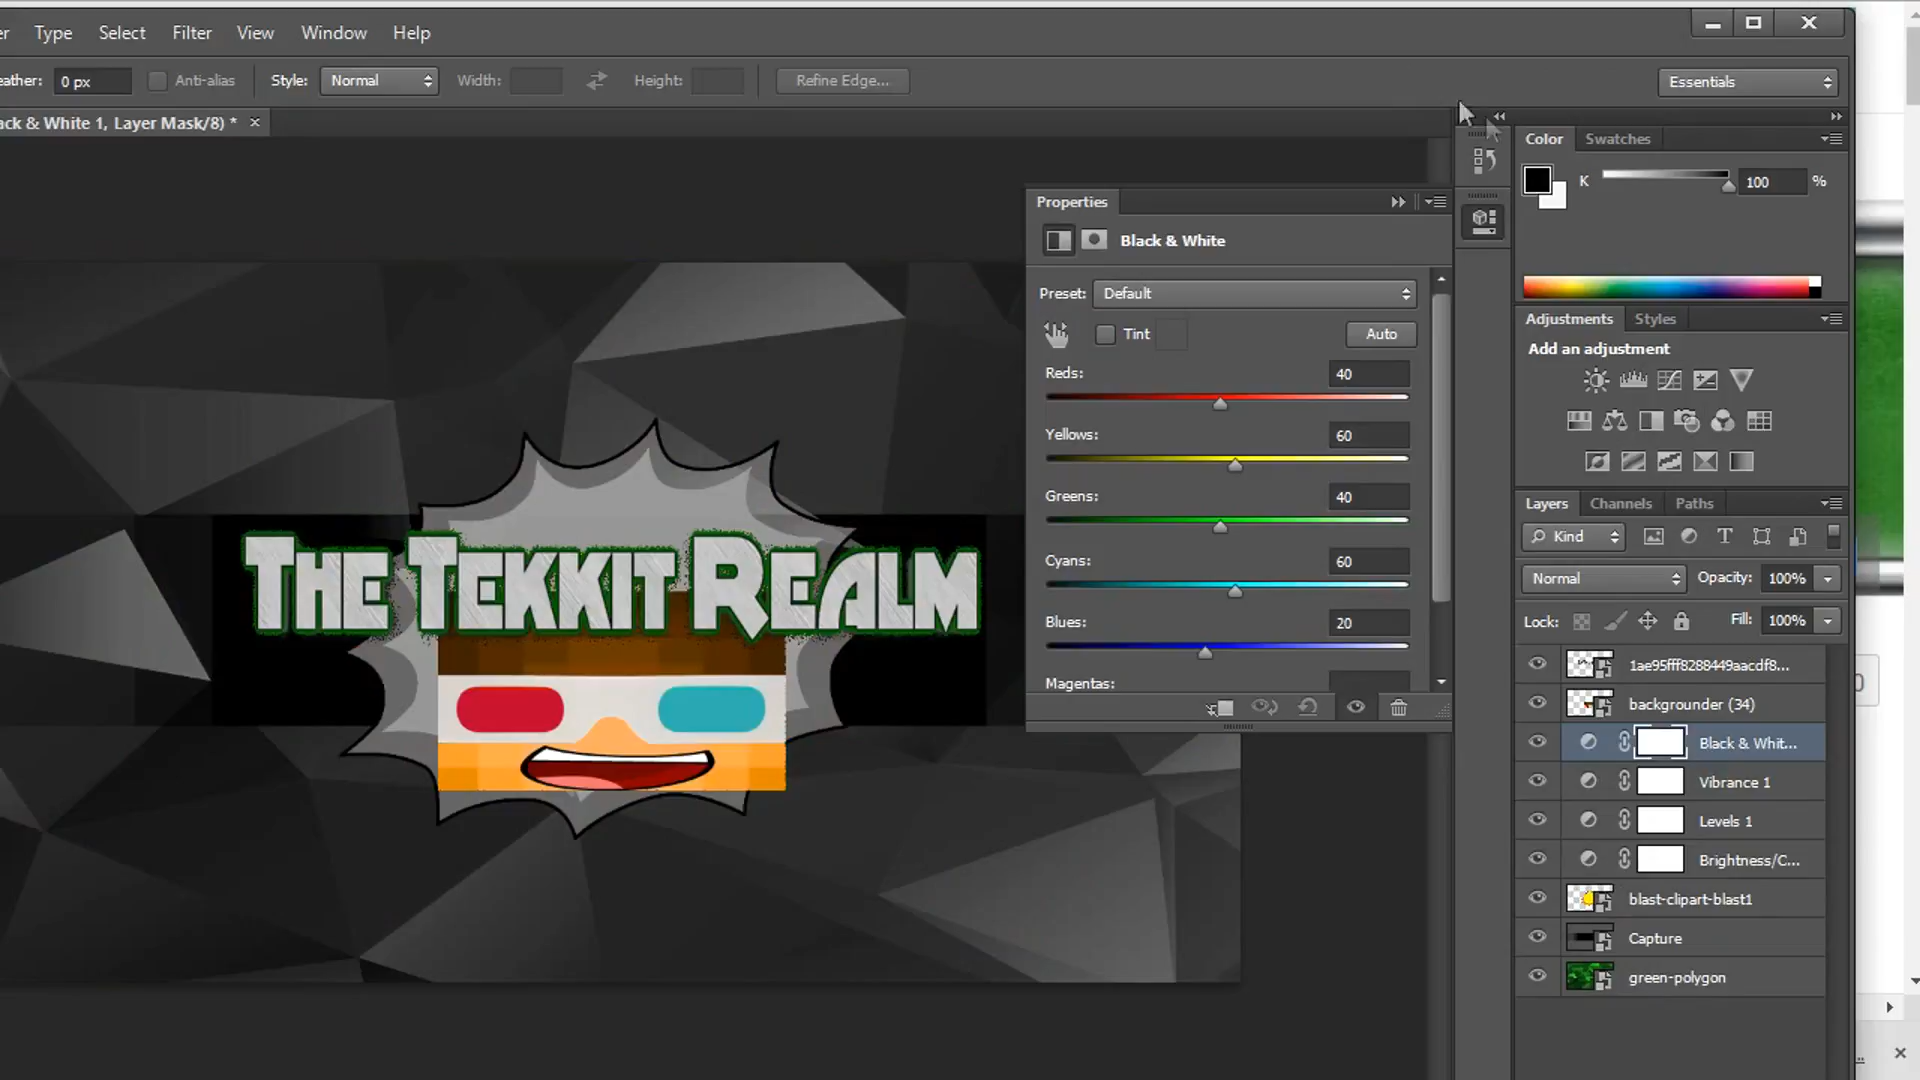 Type Select Filter View Window Help
eather: 0 px Anti-alias Style: Normal Width: Height: Refine Edge... Essentials
ack & White 1, Layer Mask/8) * ×
Color Swatches
K 100 %
Properties
Black & White
Preset: Default
Tint Auto
Reds: 40
Yellows: 60
Greens: 40
Cyans: 60
Blues: 20
Magentas:
Adjustments Styles
Add an adjustment
Layers Channels Paths
Kind
Normal Opacity: 100%
Lock: Fill: 100%
1ae95fff8288449aacdf8...
backgrounder (34)
Black & Whit...
Vibrance 1
Levels 1
Brightness/C...
blast-clipart-blast1
Capture
green-polygon
The Tekkit Realm